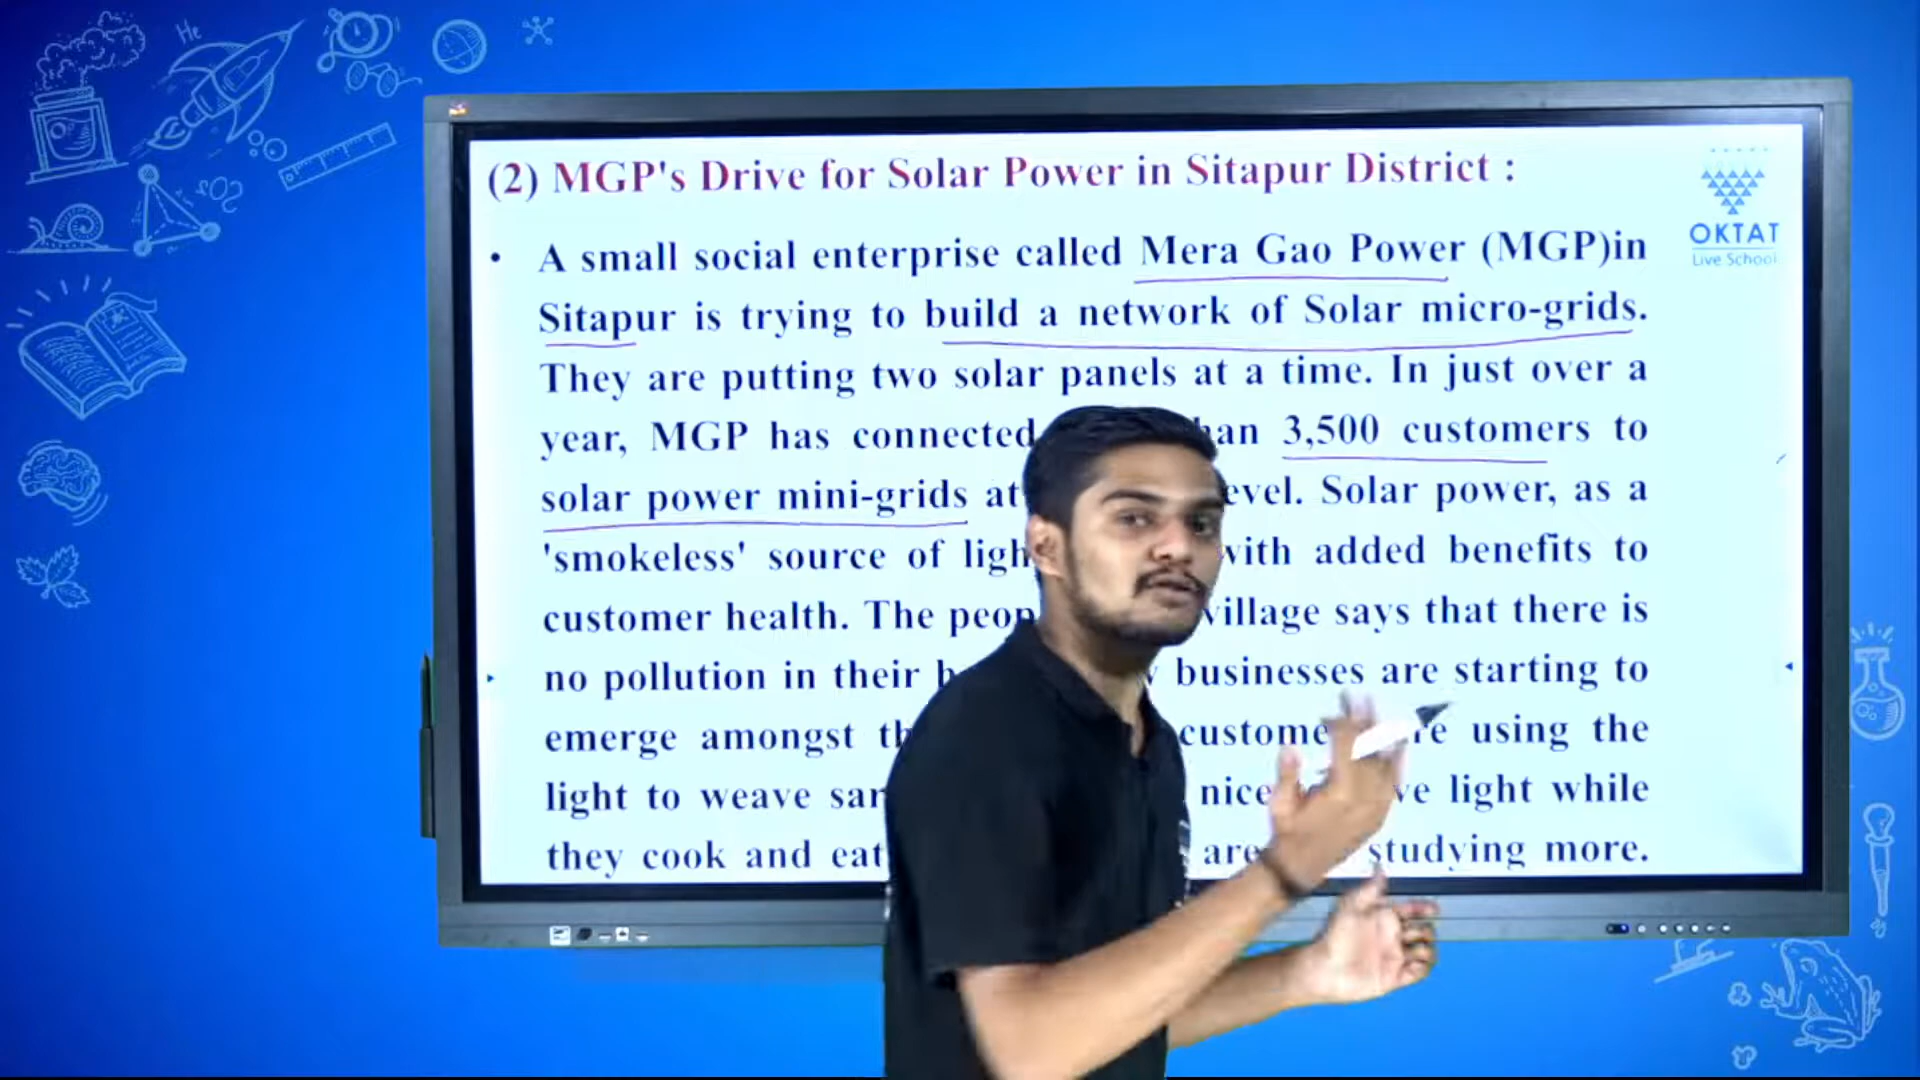 (2) MGP's Drive for Solar Power in Sitapur District :
OKTAT
Live School
• A small social enterprise called Mera Gao Power (MGP)in
Sitapur is trying to build a network of Solar micro-grids.
They are putting two solar panels at a time. In just over a
year, MGP has connected han 3,500 customers to
solar power mini-grids at evel. Solar power, as a
'smokeless' source of ligh with added benefits to
customer health. The peop village says that there is
no pollution in their businesses are starting to
emerge amongst custome re using the
light to weave sar nice ve light while
they cook and eat are studying more.
He